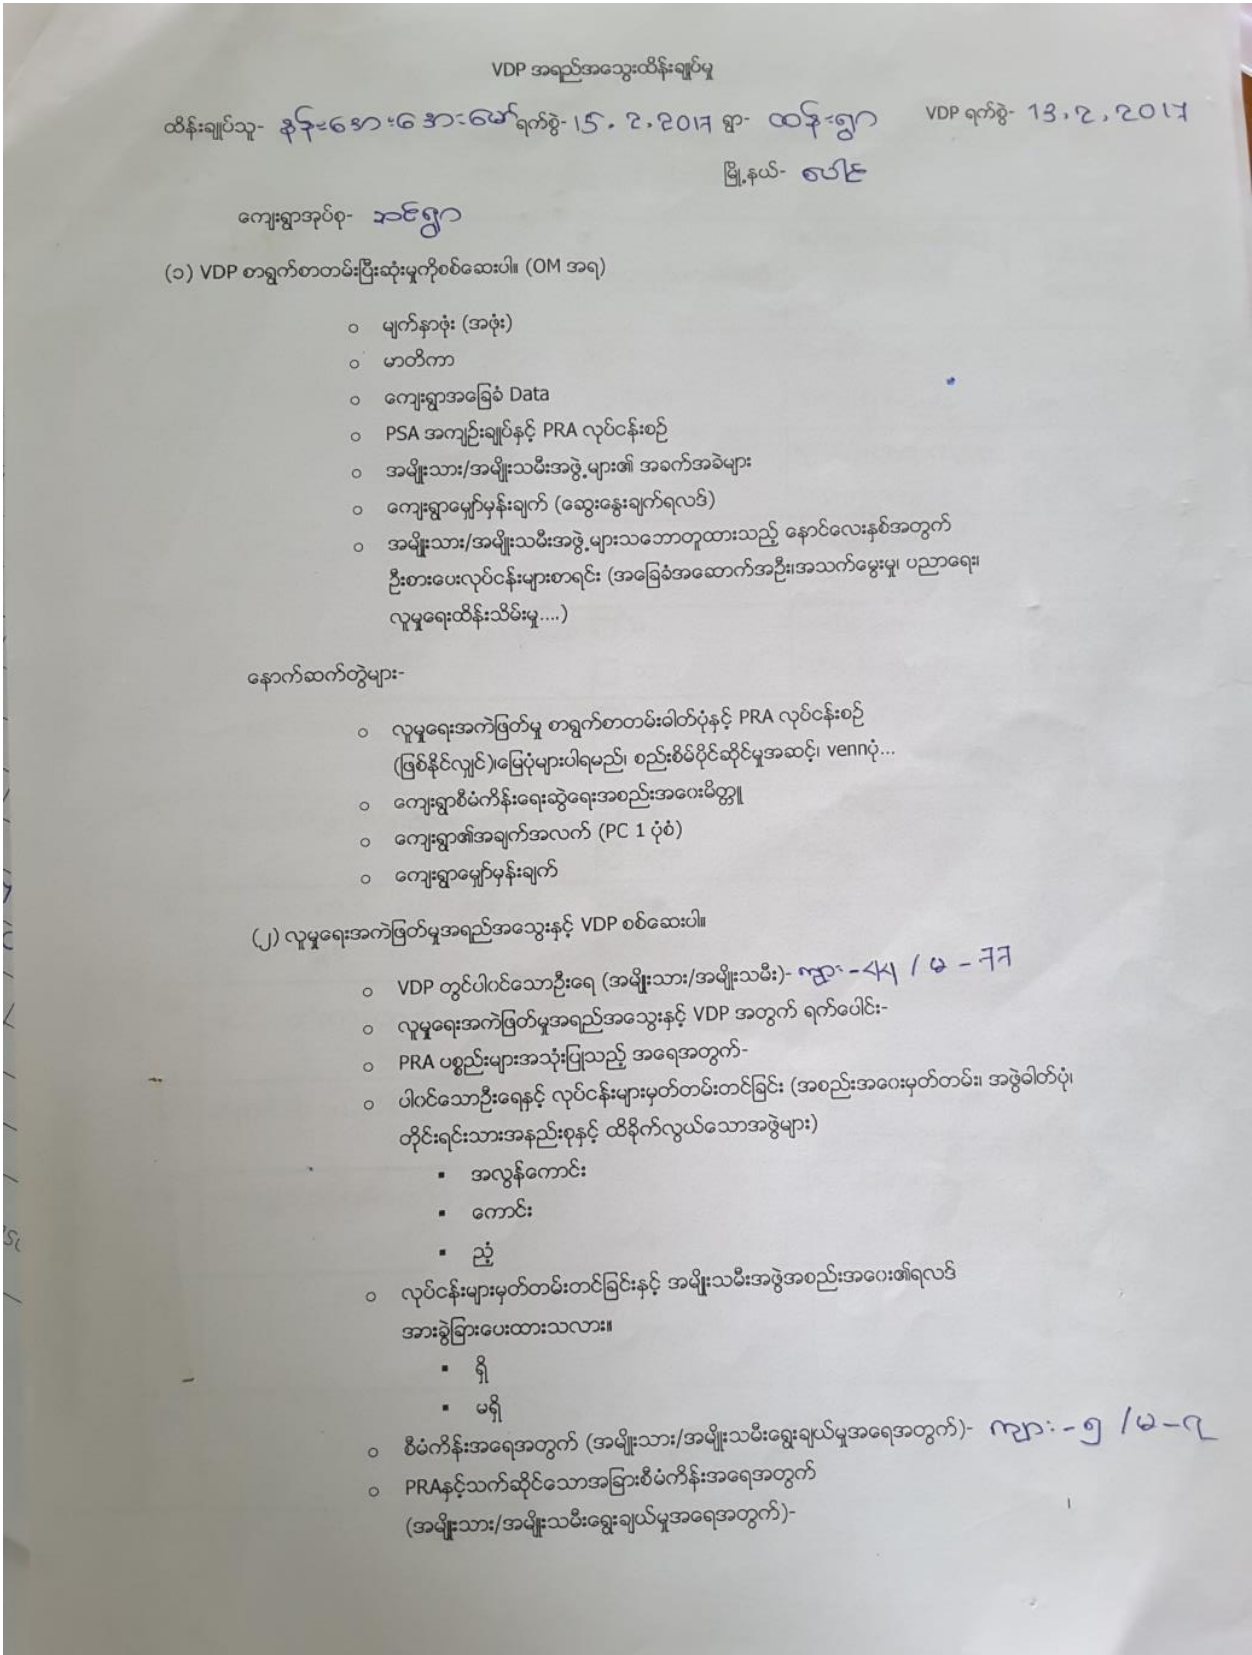 VDP အရည်အသွေးထိန်းချုပ်မှု
ထိန်းချုပ်သူ- နန်းအေးအေးမော် ရက်စွဲ- 15.2.2017 ရွာ- ထန်းရွာ VDP ရက်စွဲ- 13.2.2017
မြို့နယ်- ပေါင်
ကျေးရွာအုပ်စု- ဆင်ရွာ
(၁) VDP စာရွက်စာတမ်းပြီးဆုံးမှုကိုစစ်ဆေးပါ။ (OM အရ)
o မျက်နှာဖုံး (အဖုံး)
o မာတိကာ
o ကျေးရွာအခြေခံ Data
o PSA အကျဉ်းချုပ်နှင့် PRA လုပ်ငန်းစဉ်
o အမျိုးသား/အမျိုးသမီးအဖွဲ့များ၏ အခက်အခဲများ
o ကျေးရွာမျှော်မှန်းချက် (ဆွေးနွေးချက်ရလဒ်)
o အမျိုးသား/အမျိုးသမီးအဖွဲ့များသဘောတူထားသည့် နောင်လေးနှစ်အတွက်
ဦးစားပေးလုပ်ငန်းများစာရင်း (အခြေခံအဆောက်အဦး၊အသက်မွေးမှု၊ ပညာရေး၊
လူမှုရေးထိန်းသိမ်းမှု....)
နောက်ဆက်တွဲများ-
o လူမှုရေးအကဲဖြတ်မှု စာရွက်စာတမ်းဓါတ်ပုံနှင့် PRA လုပ်ငန်းစဉ်
(ဖြစ်နိုင်လျှင်)၊မြေပုံများပါရမည်၊ စည်းစိမ်ပိုင်ဆိုင်မှုအဆင့်၊ vennပုံ...
o ကျေးရွာစီမံကိန်းရေးဆွဲရေးအစည်းအဝေးမိတ္တူ
o ကျေးရွာ၏အချက်အလက် (PC 1 ပုံစံ)
o ကျေးရွာမျှော်မှန်းချက်
(၂) လူမှုရေးအကဲဖြတ်မှုအရည်အသွေးနှင့် VDP စစ်ဆေးပါ။
o VDP တွင်ပါဝင်သောဦးရေ (အမျိုးသား/အမျိုးသမီး)- ကျား - 44 / မ - 77
o လူမှုရေးအကဲဖြတ်မှုအရည်အသွေးနှင့် VDP အတွက် ရက်ပေါင်း-
o PRA ပစ္စည်းများအသုံးပြုသည့် အရေအတွက်-
o ပါဝင်သောဦးရေနှင့် လုပ်ငန်းများမှတ်တမ်းတင်ခြင်း (အစည်းအဝေးမှတ်တမ်း၊ အဖွဲဓါတ်ပုံ၊
တိုင်းရင်းသားအနည်းစုနှင့် ထိခိုက်လွယ်သောအဖွဲများ)
▪ အလွန်ကောင်း
▪ ကောင်း
▪ ညံ့
o လုပ်ငန်းများမှတ်တမ်းတင်ခြင်းနှင့် အမျိုးသမီးအဖွဲအစည်းအဝေး၏ရလဒ်
အားခွဲခြားပေးထားသလား။
▪ ရှိ
▪ မရှိ
o စီမံကိန်းအရေအတွက် (အမျိုးသား/အမျိုးသမီးရွေးချယ်မှုအရေအတွက်)- ကျား - ၅ / မ - ၇
o PRAနှင့်သက်ဆိုင်သောအခြားစီမံကိန်းအရေအတွက်
(အမျိုးသား/အမျိုးသမီးရွေးချယ်မှုအရေအတွက်)-